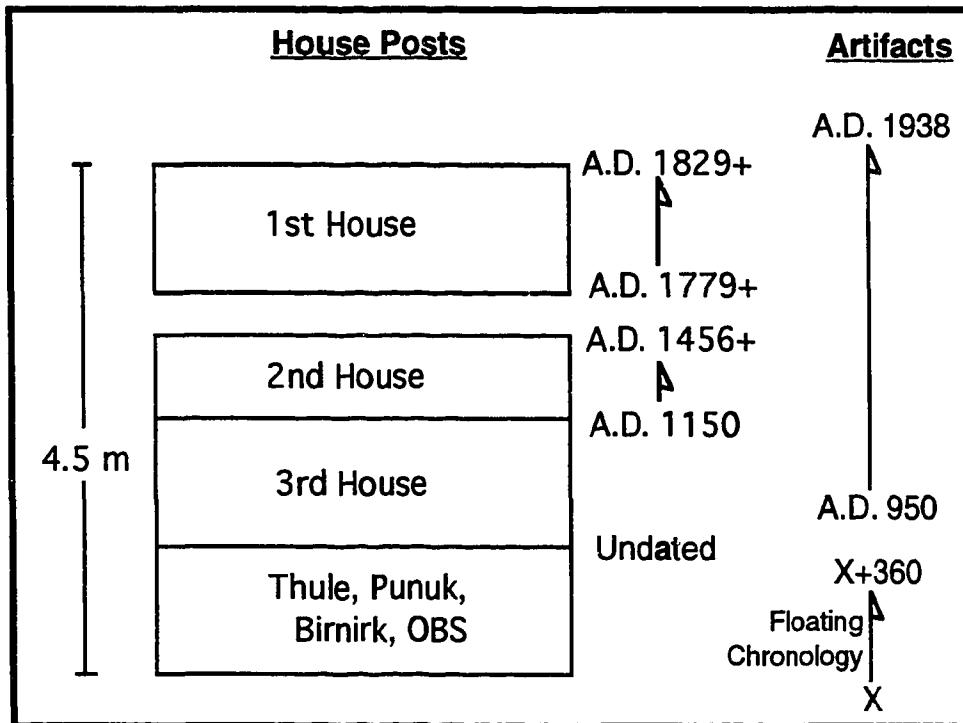 House Posts
Artifacts
A.D. 1938
A.D. 1829+
1st House
A.D. 1779+
A.D. 1456+
2nd House
A.D. 1150
4.5 m
3rd House
A.D. 950
Undated
X+360
Thule, Punuk,
Birnirk, OBS
Floating
Chronology
X